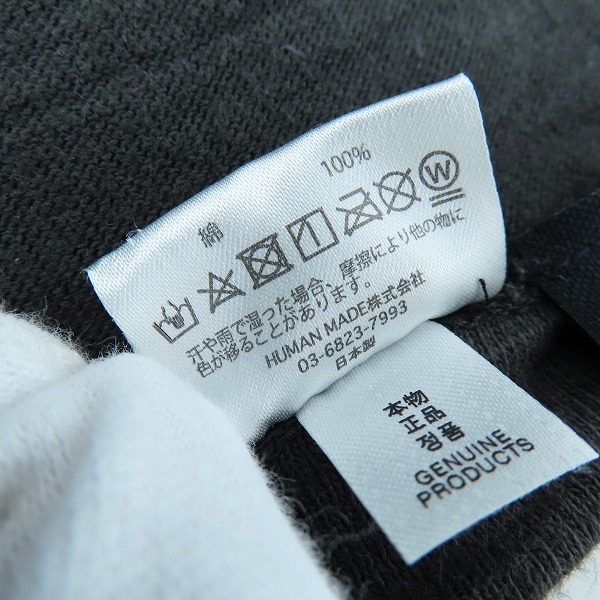 綿 100%
W
汗や雨で湿った場合、摩擦により他の物に
色が移ることがあります。
HUMAN MADE株式会社
03-6823-7993
日本製
本物
正品
정품
GENUINE
PRODUCTS